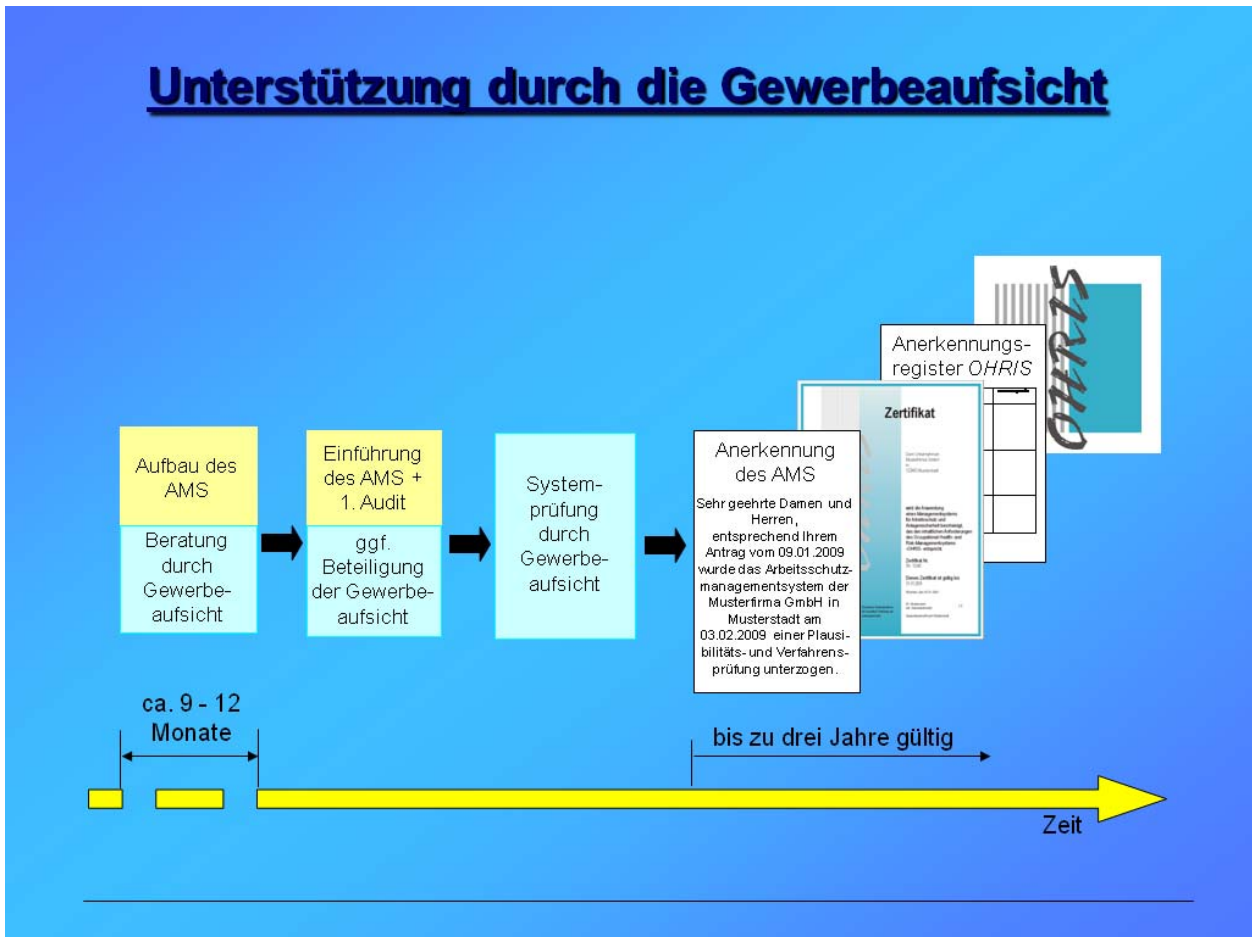 Unterstützung durch die Gewerbeaufsicht
Aufbau des
AMS
Beratung
durch
Gewerbe-
aufsicht
Einführung
des AMS +
1. Audit
ggf.
Beteiligung
der Gewerbe-
aufsicht
System-
prüfung
durch
Gewerbe-
aufsicht
Anerkennung
des AMS
Sehr geehrte Damen und
Herren,
entsprechend Ihrem
Antrag vom 09.01.2009
wurde das Arbeitsschutz-
managementsystem der
Musterfirma GmbH in
Musterstadt am
03.02.2009 einer Plausi-
bilitäts- und Verfahrens-
prüfung unterzogen.
Zertifikat
Anerkennungs-
register OHRIS
OHRIS
ca. 9 - 12
Monate
bis zu drei Jahre gültig
Zeit